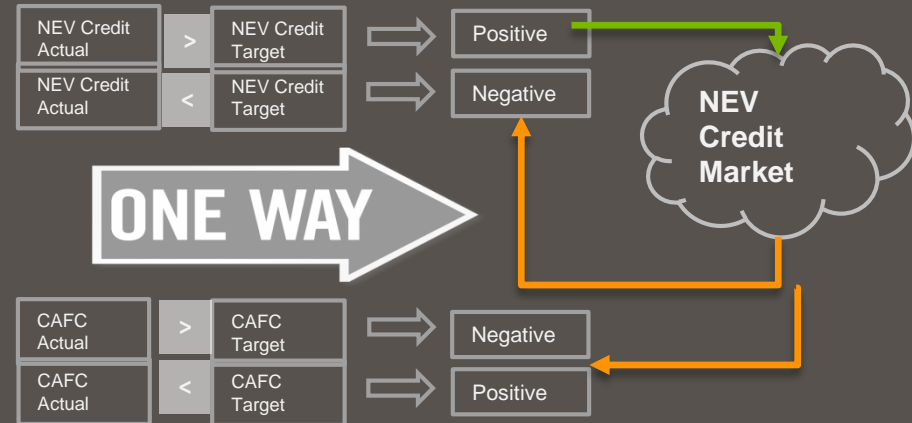 NEV Credit
Actual
>
NEV Credit
Target
Positive
NEV Credit
Actual
<
NEV Credit
Target
Negative
NEV
Credit
Market
ONE WAY
CAFC
Actual
>
CAFC
Target
Negative
CAFC
Actual
<
CAFC
Target
Positive